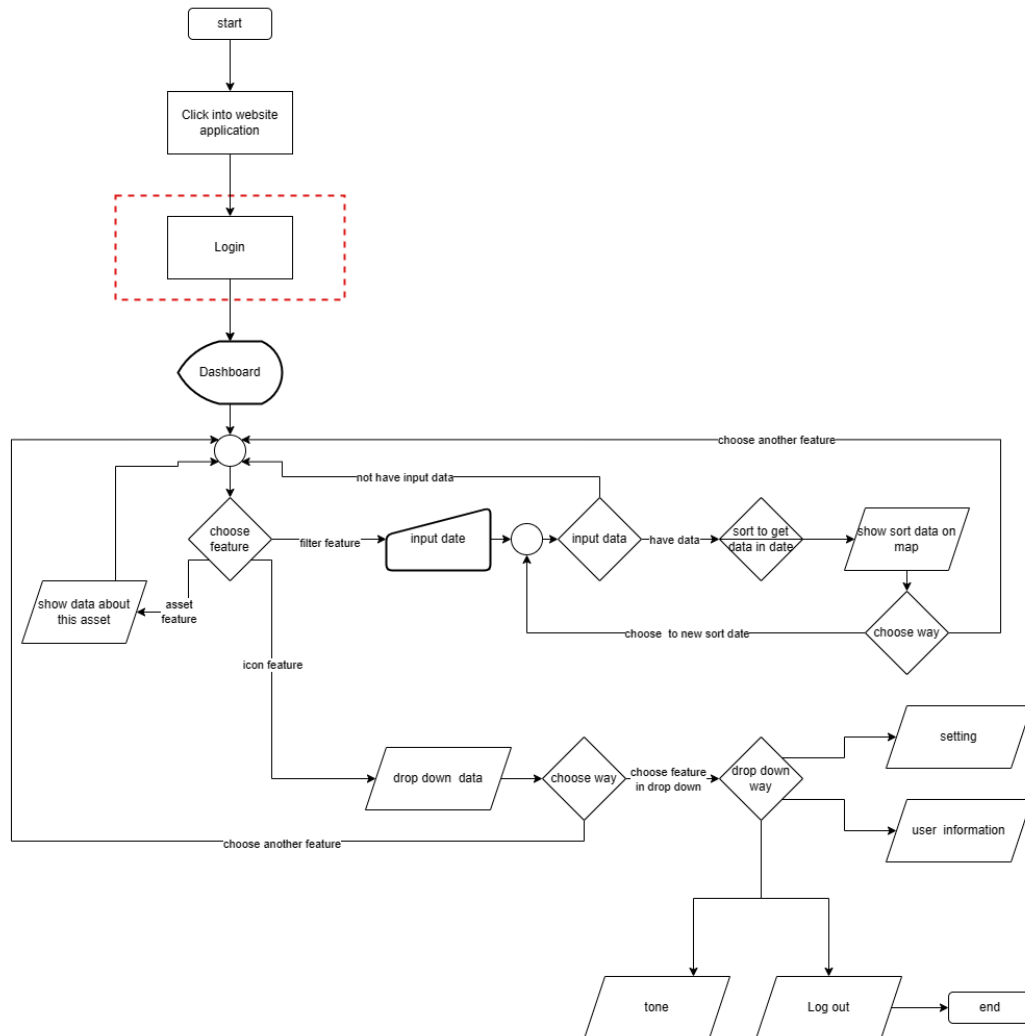 start
Click into website
application
Login
Dashboard
choose another feature
not have input data
choose
feature
filter feature
input date
input data
have data
sort to get
data in date
show sort data on
map
show data about
this asset
asset
feature
choose  to new sort date
choose way
icon feature
drop down  data
choose way
choose feature
in drop down
drop down
way
setting
user  information
choose another feature
tone
Log out
end